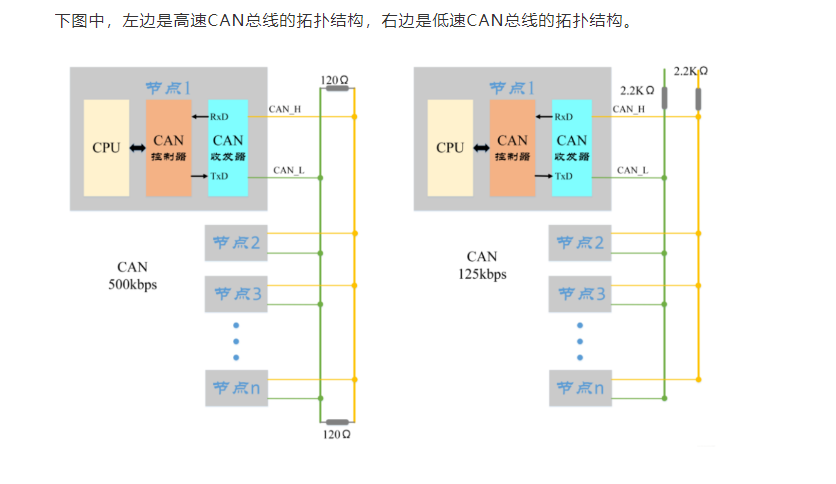 下图中，左边是高速CAN总线的拓扑结构，右边是低速CAN总线的拓扑结构。
节点1
120Ω
CAN_H
RxD
CPU
CAN
控制器
CAN
收发器
CAN_L
TxD
节点2
CAN
500kbps
节点3
节点n
120Ω
节点1
2.2KΩ
2.2KΩ
CAN_H
RxD
CPU
CAN
控制器
CAN
收发器
CAN_L
TxD
节点2
CAN
125kbps
节点3
节点n